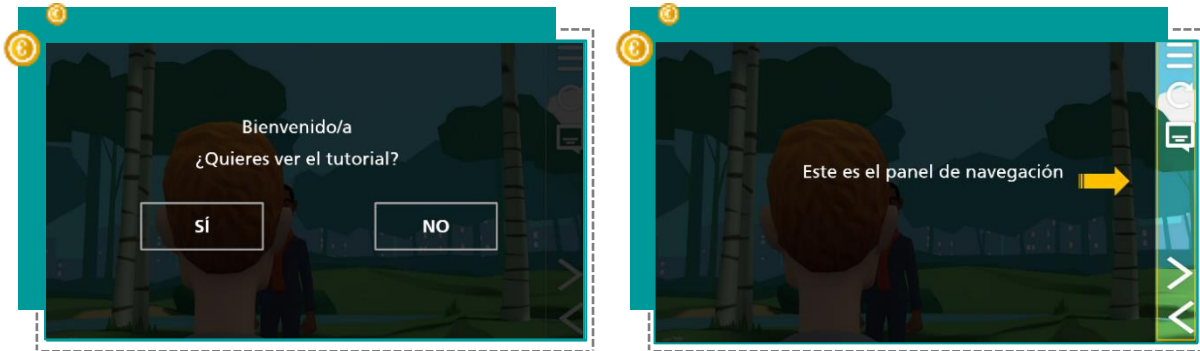 Bienvenido/a
¿Quieres ver el tutorial?
SÍ
NO
Este es el panel de navegación